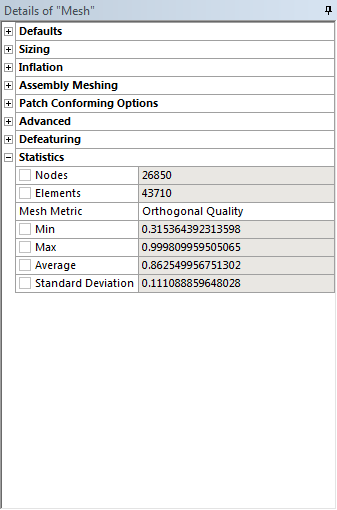 Details of "Mesh"
Defaults
Sizing
Inflation
Assembly Meshing
Patch Conforming Options
Advanced
Defeaturing
Statistics
Nodes 26850
Elements 43710
Mesh Metric Orthogonal Quality
Min 0.315364392313598
Max 0.999809959505065
Average 0.862549956751302
Standard Deviation 0.111088859648028